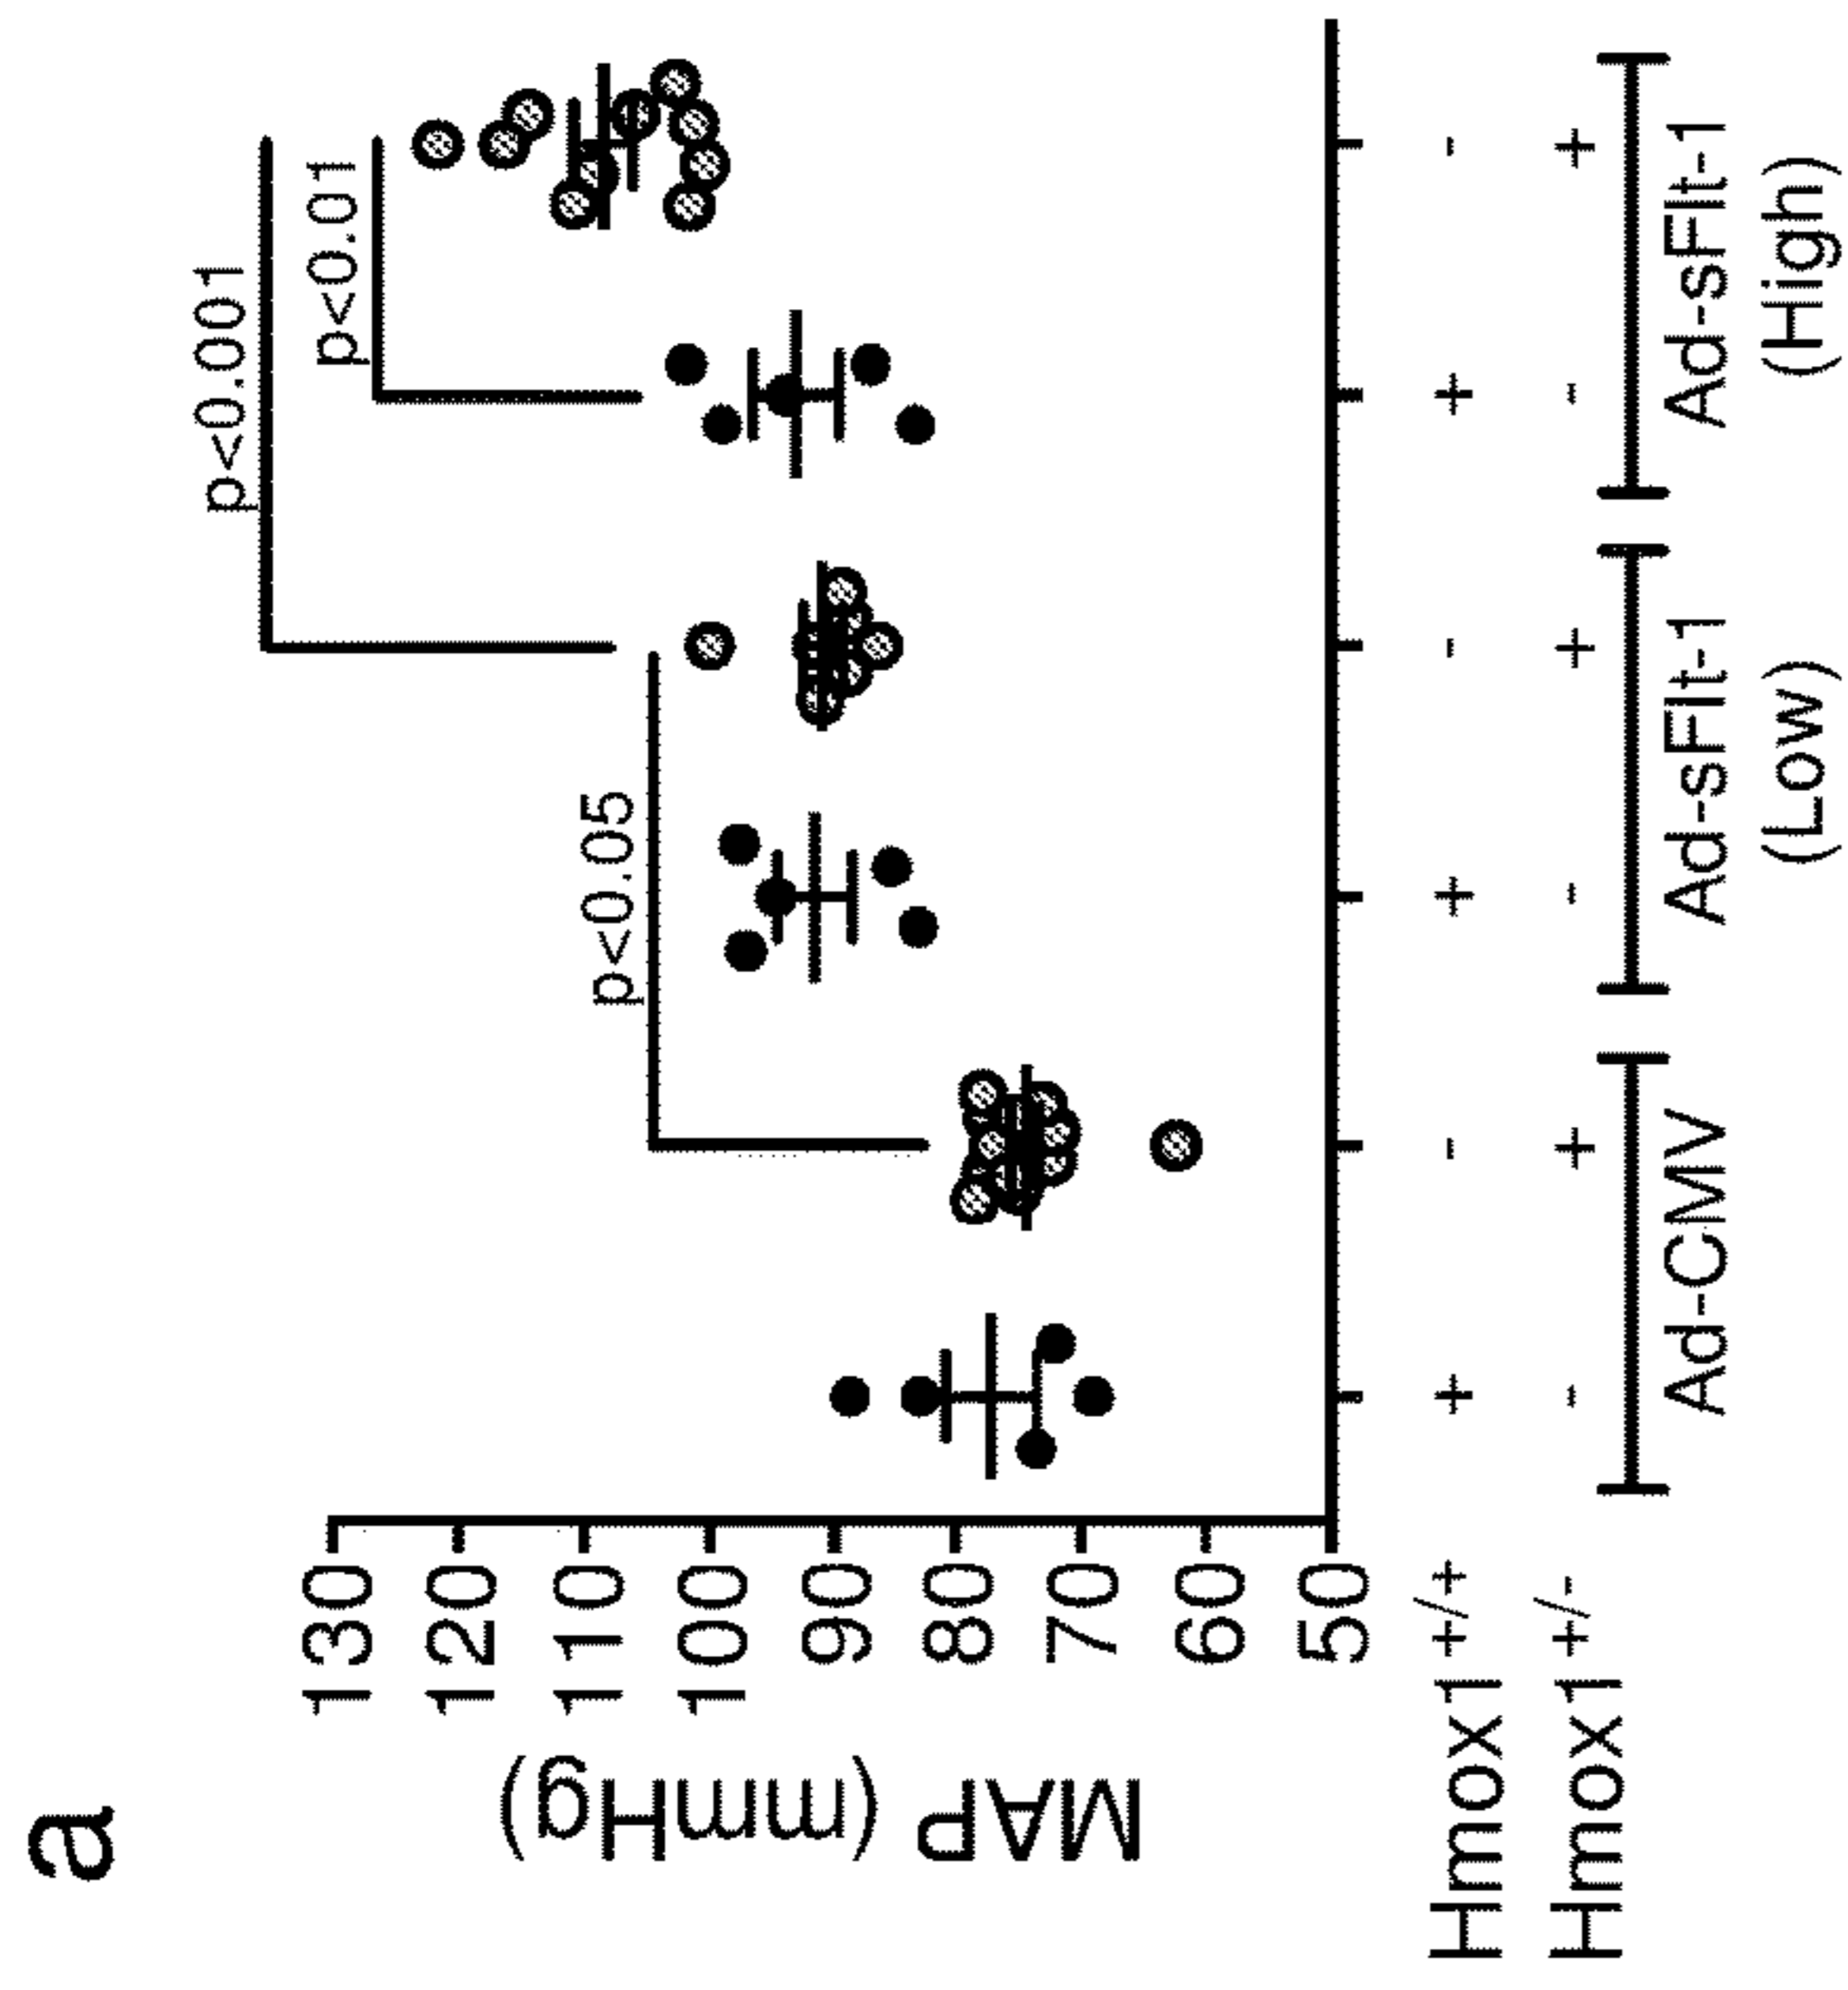 a
p<0.001
p<0.01
p<0.05
MAP (mmHg)
130
120
110
100
90
80
70
60
50
Hmox1+/+ + - + - + -
Hmox1+/- - + - + - +
Ad-CMV Ad-sFlt-1 Ad-sFlt-1
(Low) (High)